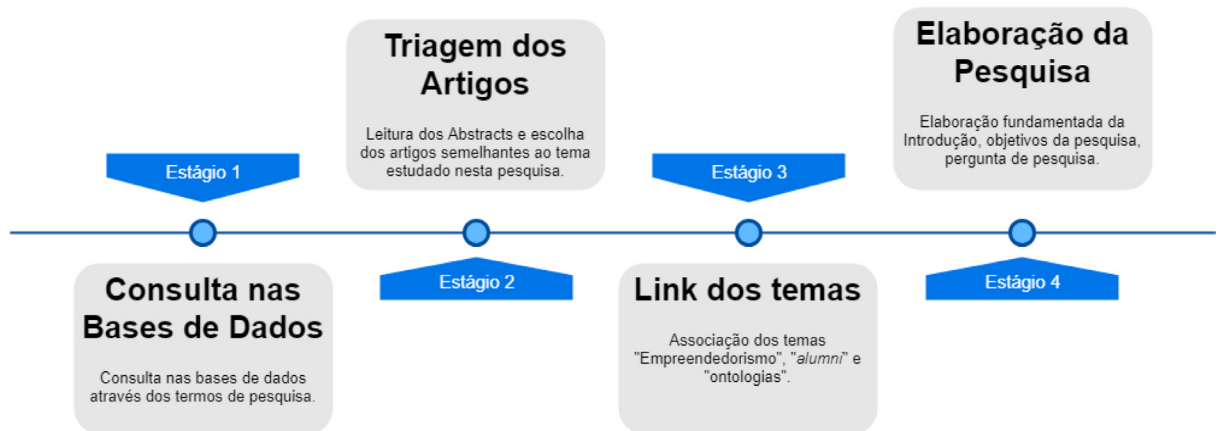 Estágio 1
Consulta nas
Bases de Dados
Consulta nas bases de dados
através dos termos de pesquisa.
Triagem dos
Artigos
Leitura dos Abstracts e escolha
dos artigos semelhantes ao tema
estudado nesta pesquisa.
Estágio 2
Estágio 3
Link dos temas
Associação dos temas
"Empreendedorismo", "alumni" e
"ontologias".
Elaboração da
Pesquisa
Elaboração fundamentada da
Introdução, objetivos da pesquisa,
pergunta de pesquisa.
Estágio 4